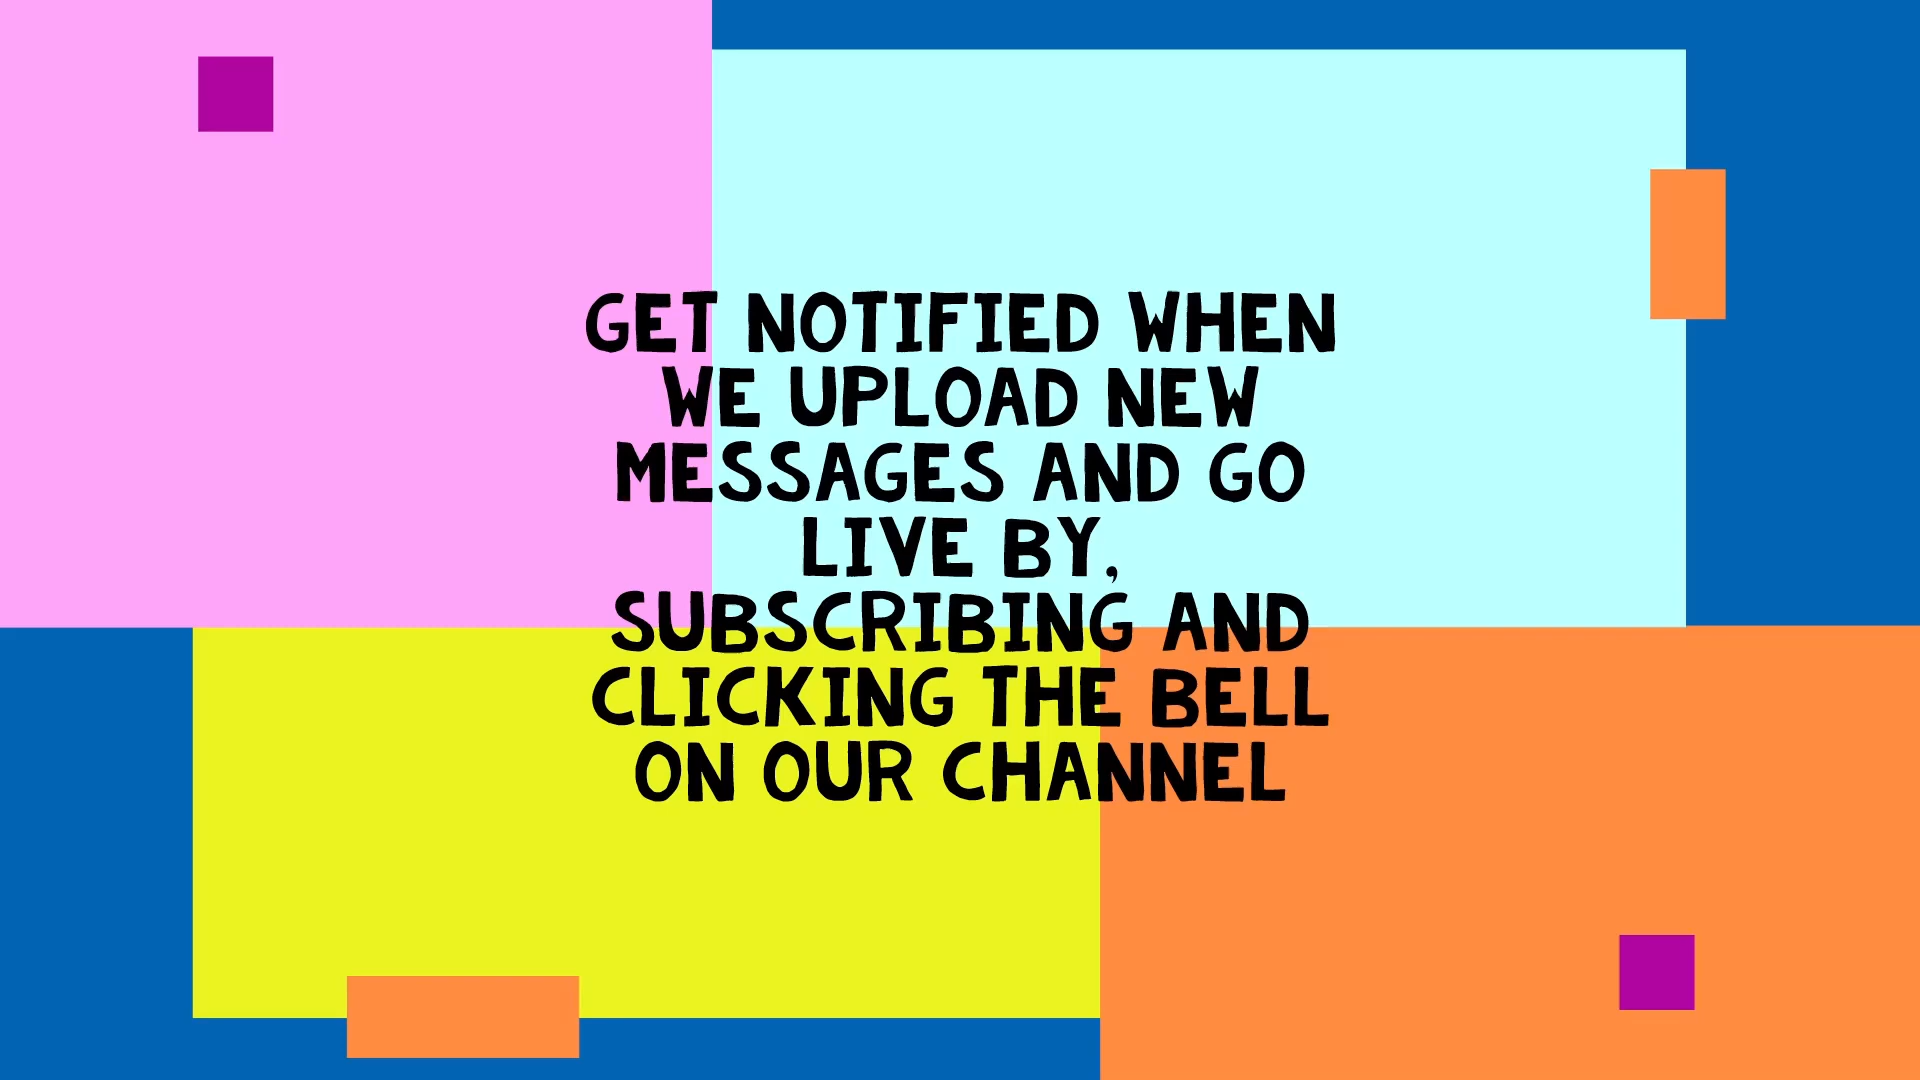 GET NOTIFIED WHEN
WE UPLOAD NEW
MESSAGES AND GO
LIVE BY,
SUBSCRIBING AND
CLICKING THE BELL
ON OUR CHANNEL